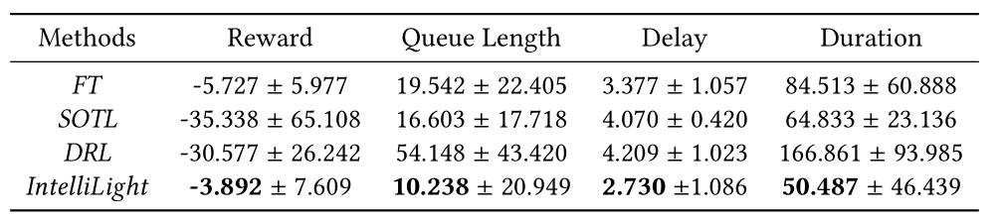 Methods Reward Queue Length Delay Duration
FT -5.727 ± 5.977 19.542 ± 22.405 3.377 ± 1.057 84.513 ± 60.888
SOTL -35.338 ± 65.108 16.603 ± 17.718 4.070 ± 0.420 64.833 ± 23.136
DRL -30.577 ± 26.242 54.148 ± 43.420 4.209 ± 1.023 166.861 ± 93.985
IntelliLight -3.892 ± 7.609 10.238 ± 20.949 2.730 ±1.086 50.487 ± 46.439